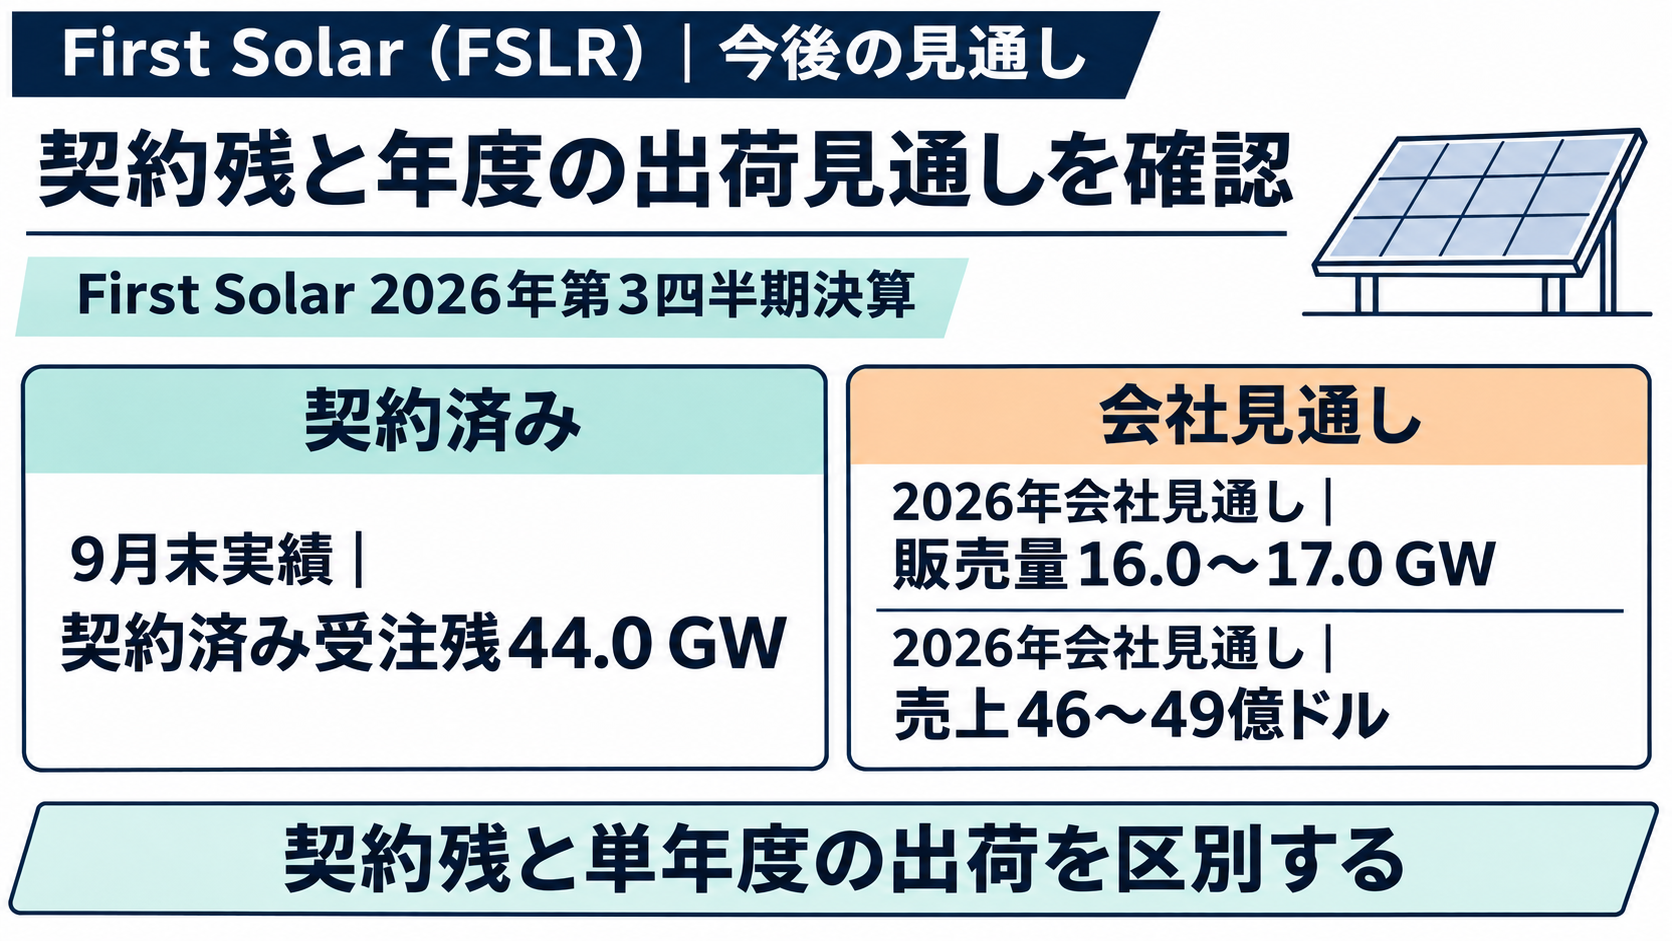 First Solar（FSLR）｜今後の見通し
契約残と年度の出荷見通しを確認
First Solar 2026年第3四半期決算
契約済み
9月末実績｜
契約済み受注残44.0 GW
会社見通し
2026年会社見通し｜
販売量16.0〜17.0 GW
2026年会社見通し｜
売上46〜49億ドル
契約残と単年度の出荷を区別する